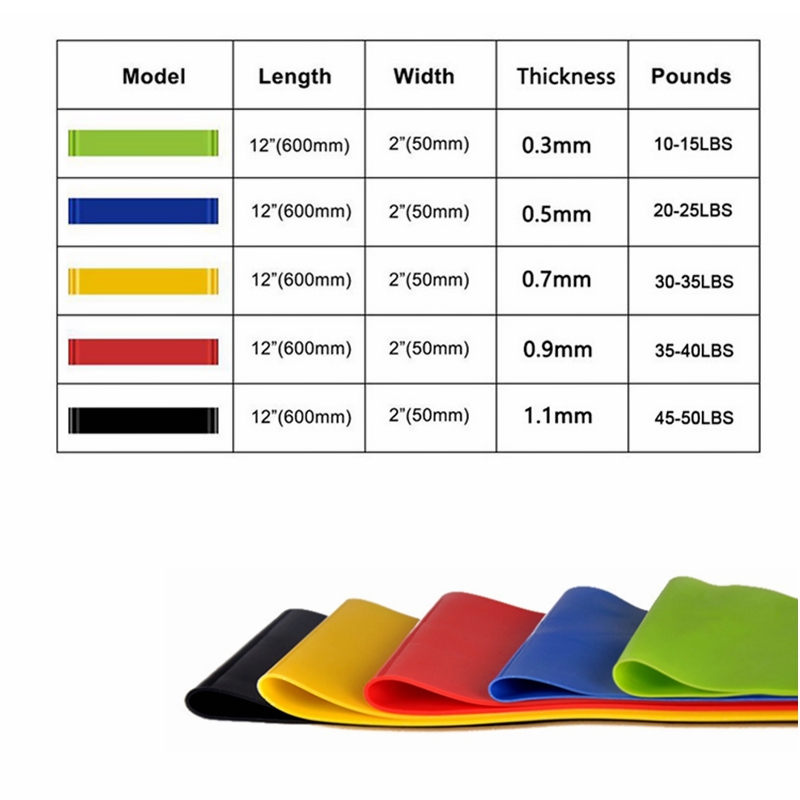 Model Length Width Thickness Pounds
12”(600mm) 2”(50mm) 0.3mm 10-15LBS
12”(600mm) 2”(50mm) 0.5mm 20-25LBS
12”(600mm) 2”(50mm) 0.7mm 30-35LBS
12”(600mm) 2”(50mm) 0.9mm 35-40LBS
12”(600mm) 2”(50mm) 1.1mm 45-50LBS